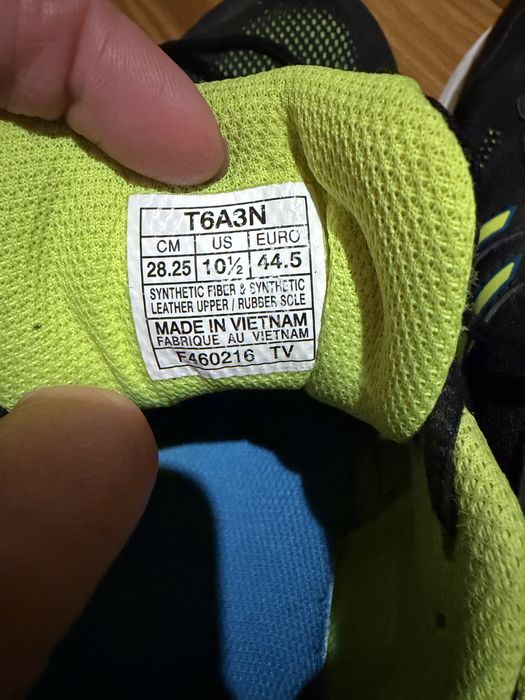 T6A3N
CM US EURO
28.25 10½ 44.5
SYNTHETIC FIBER & SYNTHETIC
LEATHER UPPER / RUBBER SOLE
MADE IN VIETNAM
FABRIQUE AU VIETNAM
F460216 TV